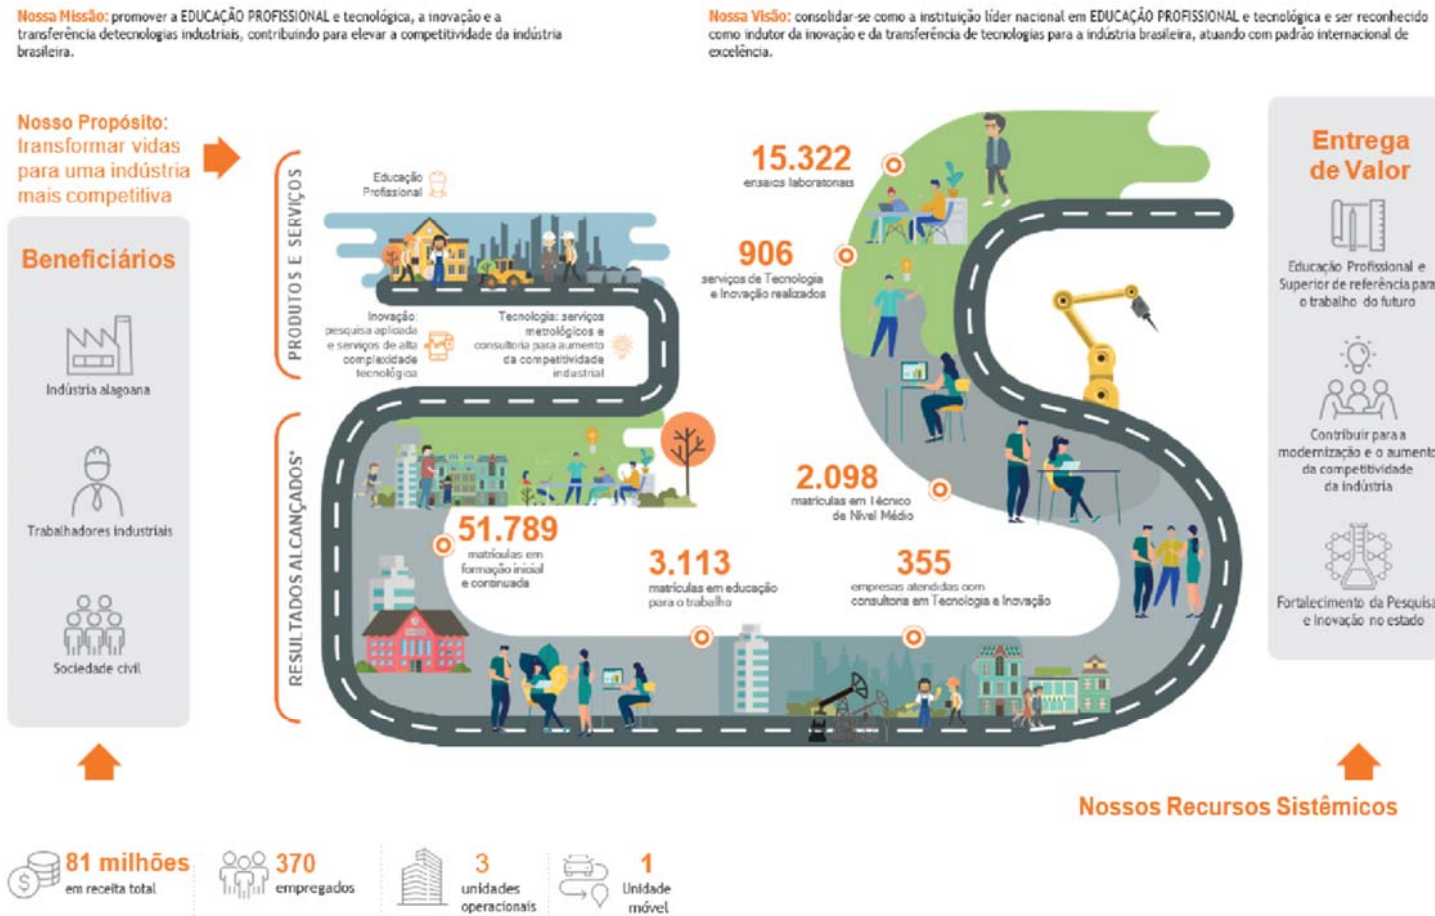 Nossa Missão: promover a EDUCAÇÃO PROFISSIONAL e tecnológica, a inovação e a
transferência detecnologias industriais, contribuindo para elevar a competitividade da indústria
brasileira.
Nossa Visão: consolidar-se como a instituição líder nacional em EDUCAÇÃO PROFISSIONAL e tecnológica e ser reconhecido
como indutor da inovação e da transferência de tecnologias para a indústria brasileira, atuando com padrão internacional de
excelência.
Nosso Propósito:
transformar vidas
para uma indústria
mais competitiva
Beneficiários
Indústria alagoana
Trabalhadores industriais
Sociedade civil
PRODUTOS E SERVIÇOS
Educação
Profissional
Inovação:
pesquisa aplicada
e serviços de alta
complexidade
tecnológica
Tecnologia: serviços
metrológicos e
consultoria para aumento
da competitividade
industrial
RESULTADOS ALCANÇADOS*
51.789
matrículas em
formação inicial
e continuada
3.113
matrículas em educação
para o trabalho
355
empresas atendidas com
consultoria em Tecnologia e Inovação
2.098
matrículas em Técnico
de Nível Médio
906
serviços de Tecnologia
e Inovação realizados
15.322
ensaios laboratoriais
Entrega
de Valor
Educação Profissional e
Superior de referência para
o trabalho do futuro
Contribuir para a
modernização e o aumento
da competitividade
da indústria
Fortalecimento da Pesquisa
e Inovação no estado
Nossos Recursos Sistêmicos
81 milhões
em receita total
370
empregados
3
unidades
operacionais
1
Unidade
móvel